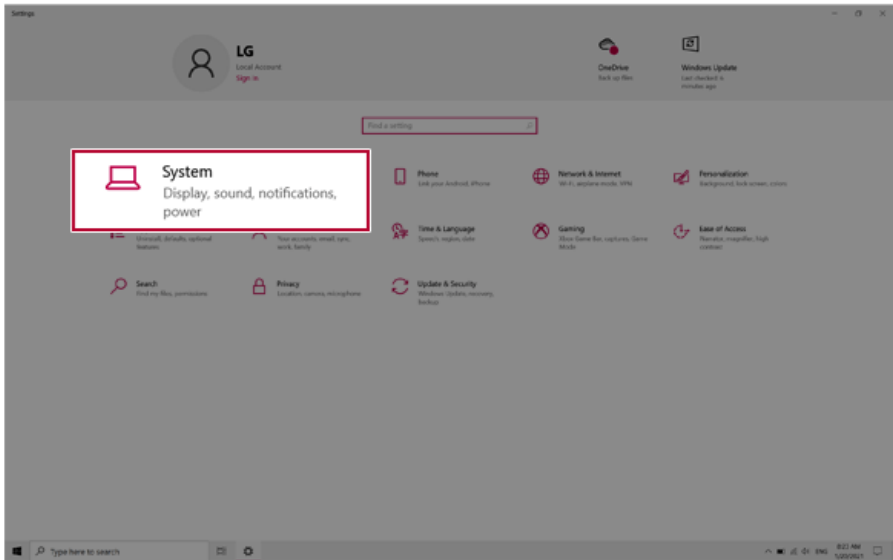 Settings
LG
Local Account
Sign in
OneDrive
Back up files
Windows Update
Last checked: 6
minutes ago
Find a setting
System
Display, sound, notifications,
power
Phone
Link your Android, iPhone
Network & Internet
Wi-Fi, airplane mode, VPN
Personalization
Background, lock screen, colors
Uninstall, defaults, optional
features
Your accounts, email, sync,
work, family
Time & Language
Speech, region, date
Gaming
Xbox Game Bar, captures, Game
Mode
Ease of Access
Narrator, magnifier, high
contrast
Search
Find my files, permissions
Privacy
Location, camera, microphone
Update & Security
Windows Update, recovery,
backup
Type here to search
ENG
8:23 AM